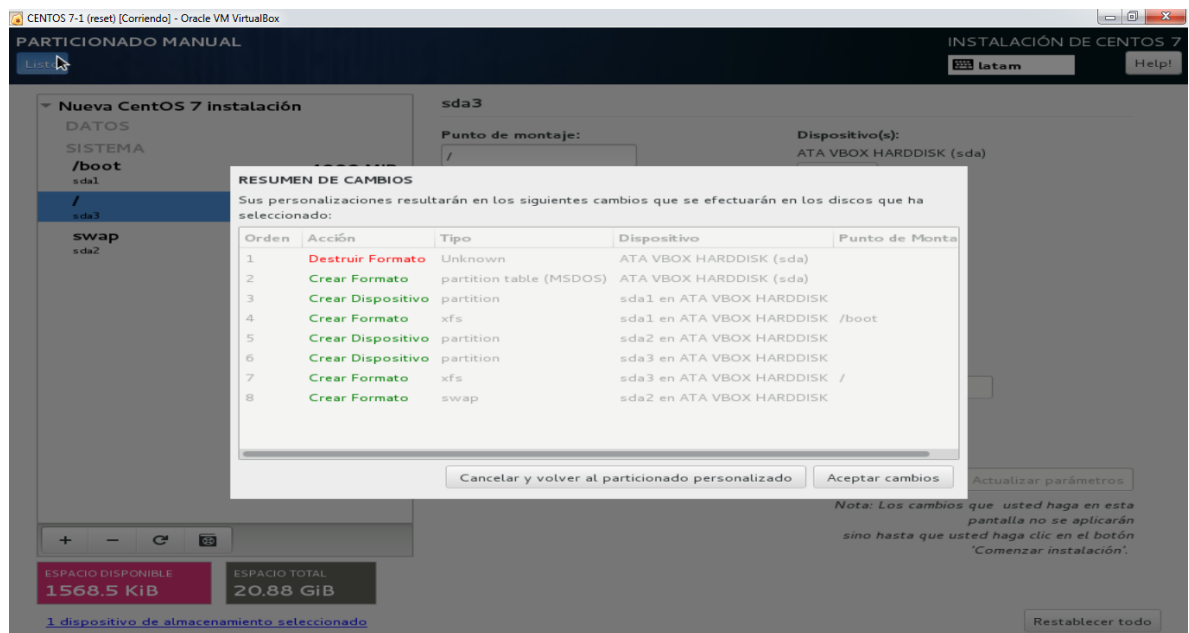 CENTOS 7-1 (reset) [Corriendo] - Oracle VM VirtualBox
PARTICIONADO MANUAL
INSTALACIÓN DE CENTOS 7
Listo
latam
Help!
Nueva CentOS 7 instalación
DATOS
SISTEMA
/boot
sda1
/
sda3
swap
sda2
sda3
Punto de montaje:
/
Dispositivo(s):
ATA VBOX HARDDISK (sda)
RESUMEN DE CAMBIOS
Sus personalizaciones resultarán en los siguientes cambios que se efectuarán en los discos que ha
seleccionado:
Orden Acción Tipo Dispositivo Punto de Monta
1 Destruir Formato Unknown ATA VBOX HARDDISK (sda)
2 Crear Formato partition table (MSDOS) ATA VBOX HARDDISK (sda)
3 Crear Dispositivo partition sda1 en ATA VBOX HARDDISK
4 Crear Formato xfs sda1 en ATA VBOX HARDDISK /boot
5 Crear Dispositivo partition sda2 en ATA VBOX HARDDISK
6 Crear Dispositivo partition sda3 en ATA VBOX HARDDISK
7 Crear Formato xfs sda3 en ATA VBOX HARDDISK /
8 Crear Formato swap sda2 en ATA VBOX HARDDISK
Cancelar y volver al particionado personalizado
Aceptar cambios
Actualizar parámetros
Nota: Los cambios que usted haga en esta
pantalla no se aplicarán
sino hasta que usted haga clic en el botón
'Comenzar instalación'.
+ −
ESPACIO DISPONIBLE
1568.5 KiB
ESPACIO TOTAL
20.88 GiB
1 dispositivo de almacenamiento seleccionado
Restablecer todo